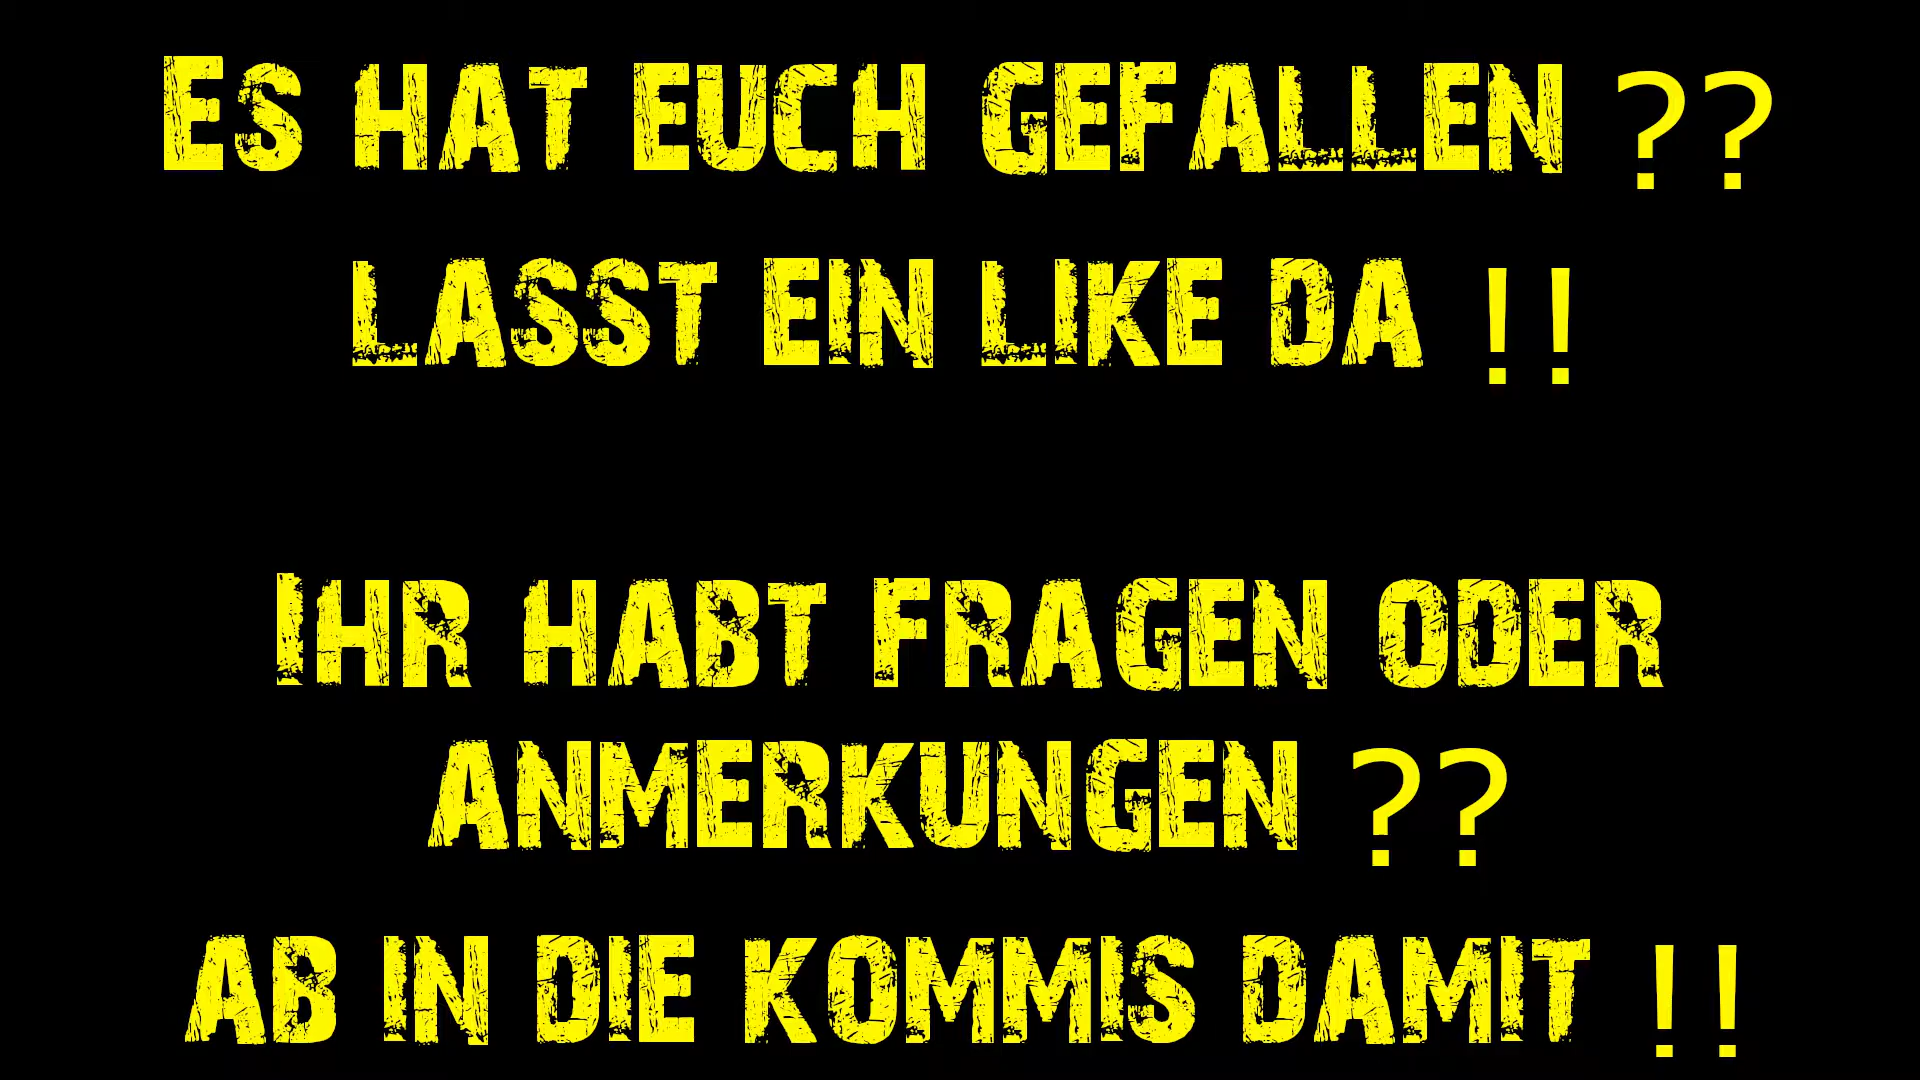 Es hat euch gefallen ??
lasst ein like da !!
Ihr habt Fragen oder
anmerkungen ??
ab in die kommis damit !!